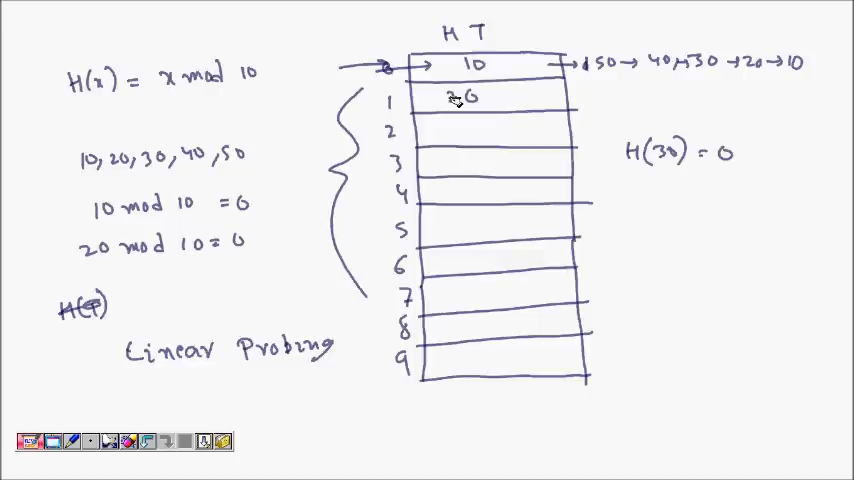 H T
H(x) = x mod 10
0 10 → 50 → 40 → 30 → 20 → 10
1 20
2
10, 20, 30, 40, 50
H(30) = 0
3
10 mod 10 = 0
4
20 mod 10 = 0
5
6
7
8
Linear Probing
9